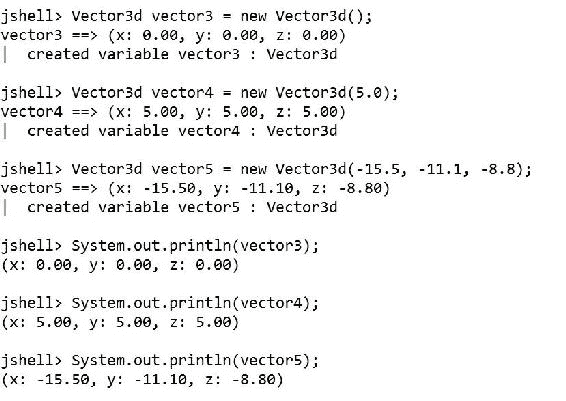 jshell> Vector3d vector3 = new Vector3d();
vector3 ==> (x: 0.00, y: 0.00, z: 0.00)
|  created variable vector3 : Vector3d
jshell> Vector3d vector4 = new Vector3d(5.0);
vector4 ==> (x: 5.00, y: 5.00, z: 5.00)
|  created variable vector4 : Vector3d
jshell> Vector3d vector5 = new Vector3d(-15.5, -11.1, -8.8);
vector5 ==> (x: -15.50, y: -11.10, z: -8.80)
|  created variable vector5 : Vector3d
jshell> System.out.println(vector3);
(x: 0.00, y: 0.00, z: 0.00)
jshell> System.out.println(vector4);
(x: 5.00, y: 5.00, z: 5.00)
jshell> System.out.println(vector5);
(x: -15.50, y: -11.10, z: -8.80)